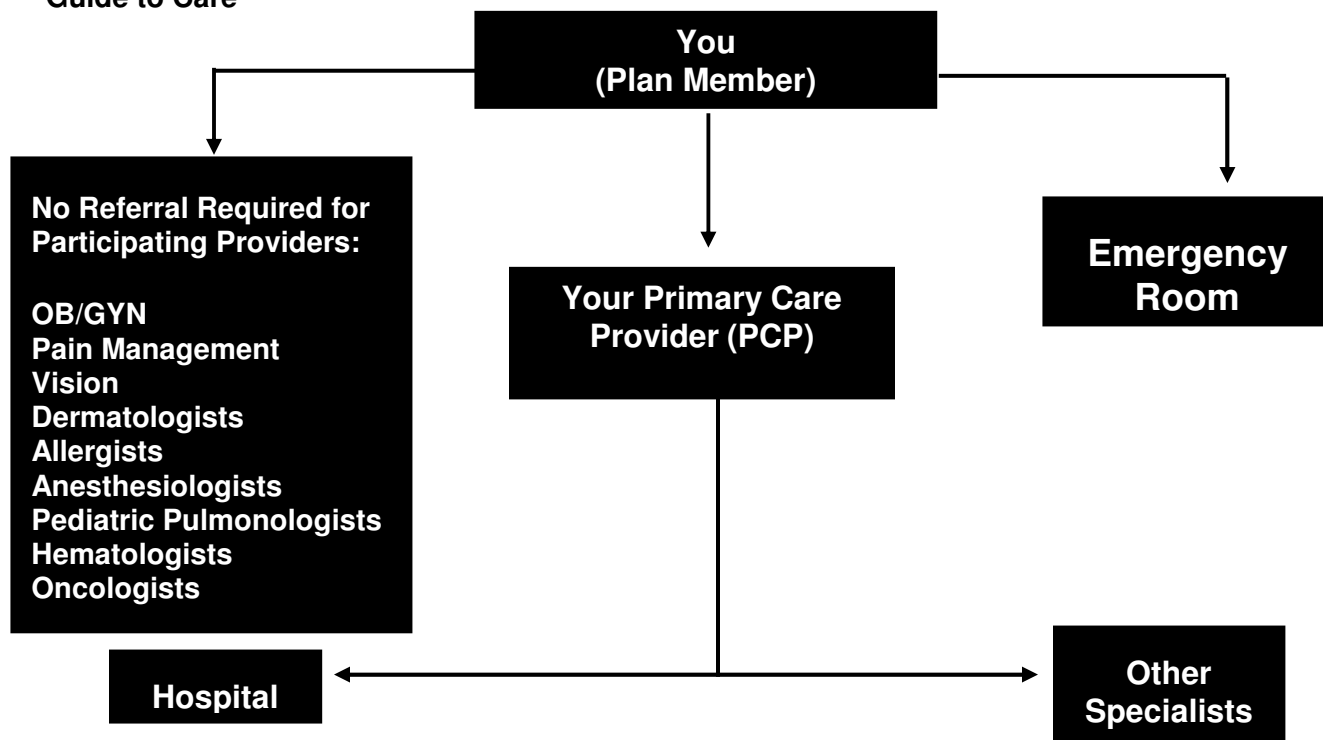 Guide to Care
You
(Plan Member)
No Referral Required for
Participating Providers:
OB/GYN
Pain Management
Vision
Dermatologists
Allergists
Anesthesiologists
Pediatric Pulmonologists
Hematologists
Oncologists
Your Primary Care
Provider (PCP)
Emergency
Room
Hospital
Other
Specialists